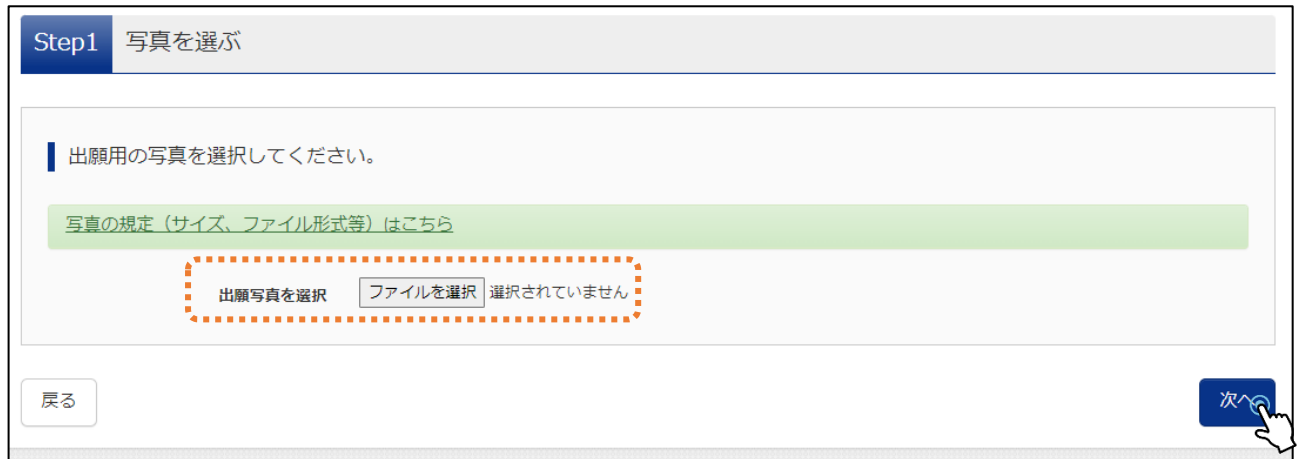 Step1 写真を選ぶ
出願用の写真を選択してください。
写真の規定（サイズ、ファイル形式等）はこちら
出願写真を選択 ファイルを選択 選択されていません
戻る 次へ